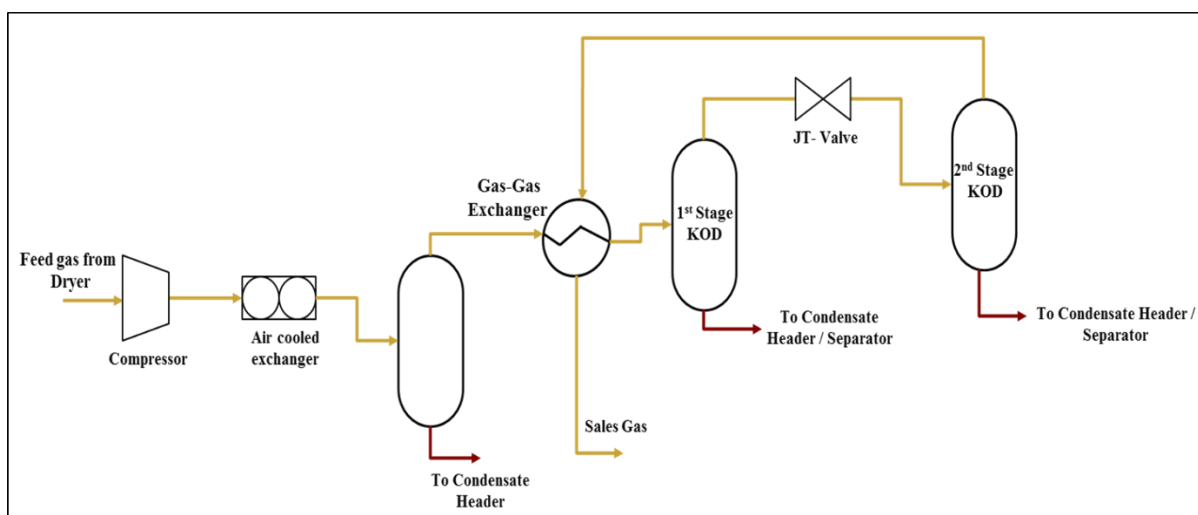 Feed gas from
Dryer
Compressor
Air cooled
exchanger
To Condensate
Header
Gas-Gas
Exchanger
Sales Gas
1st Stage
KOD
To Condensate
Header / Separator
JT- Valve
2nd Stage
KOD
To Condensate Header /
Separator